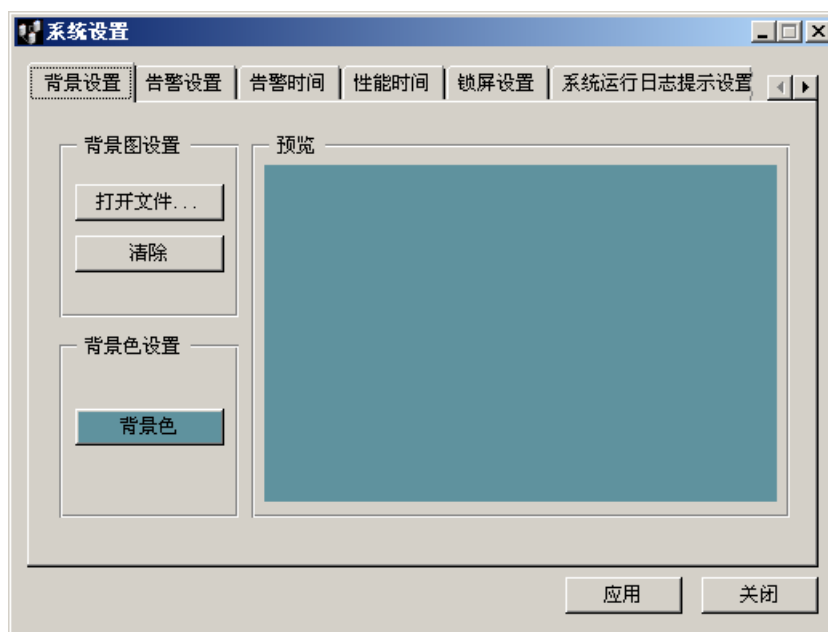 系统设置
背景设置 告警设置 告警时间 性能时间 锁屏设置 系统运行日志提示设置
背景图设置
预览
打开文件...
清除
背景色设置
背景色
应用 关闭